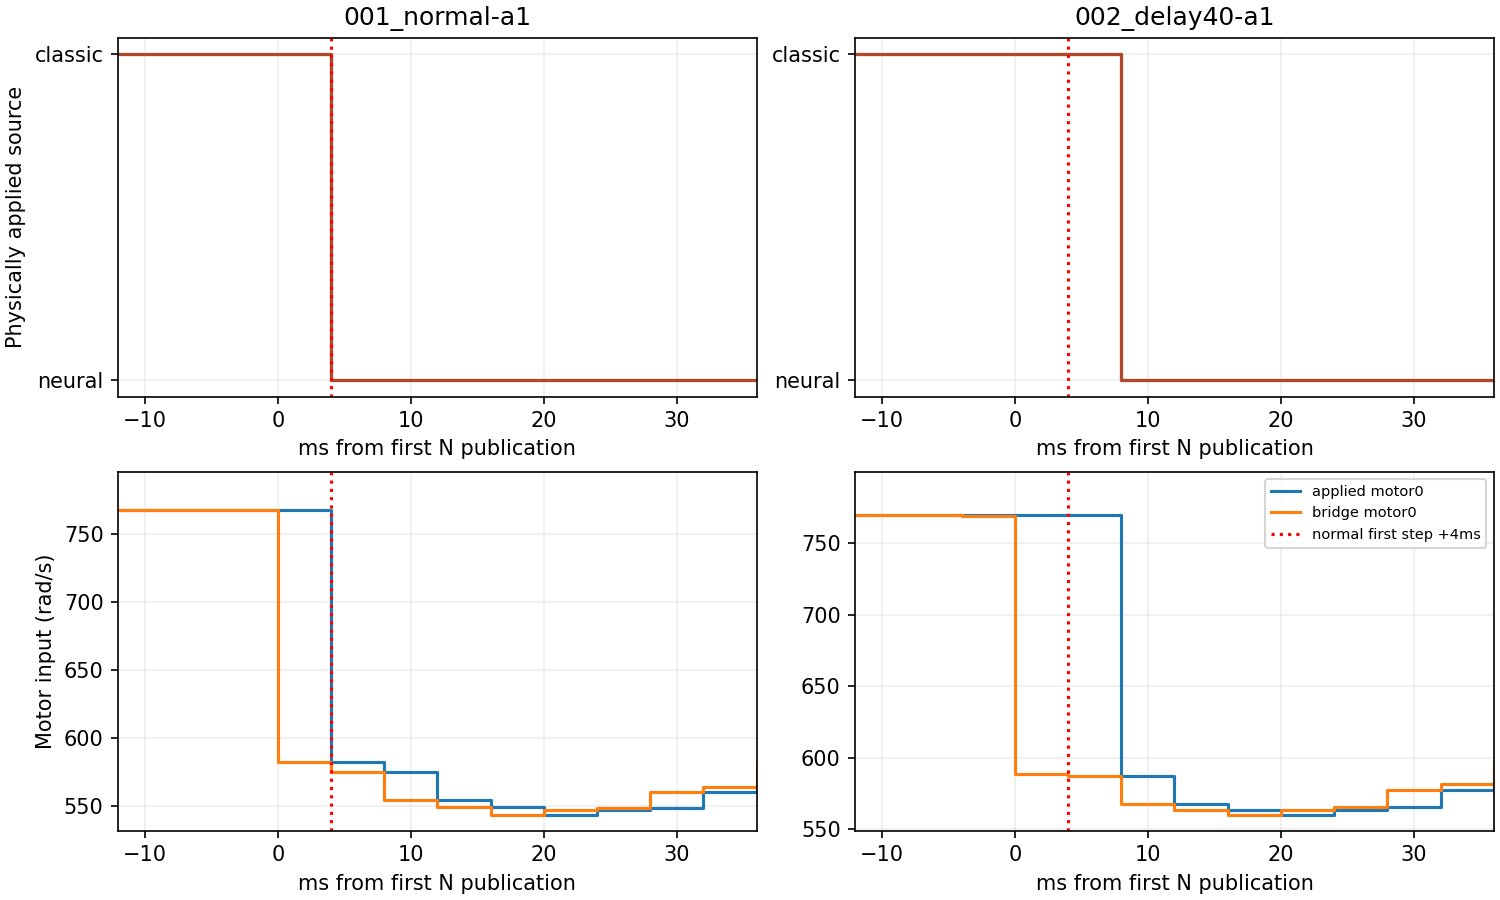 001_normal-a1
002_delay40-a1
Physically applied source
classic
neural
−10 0 10 20 30
ms from first N publication
classic
neural
−10 0 10 20 30
ms from first N publication
Motor input (rad/s)
750
700
650
600
550
−10 0 10 20 30
ms from first N publication
750
700
650
600
550
applied motor0
bridge motor0
normal first step +4ms
−10 0 10 20 30
ms from first N publication